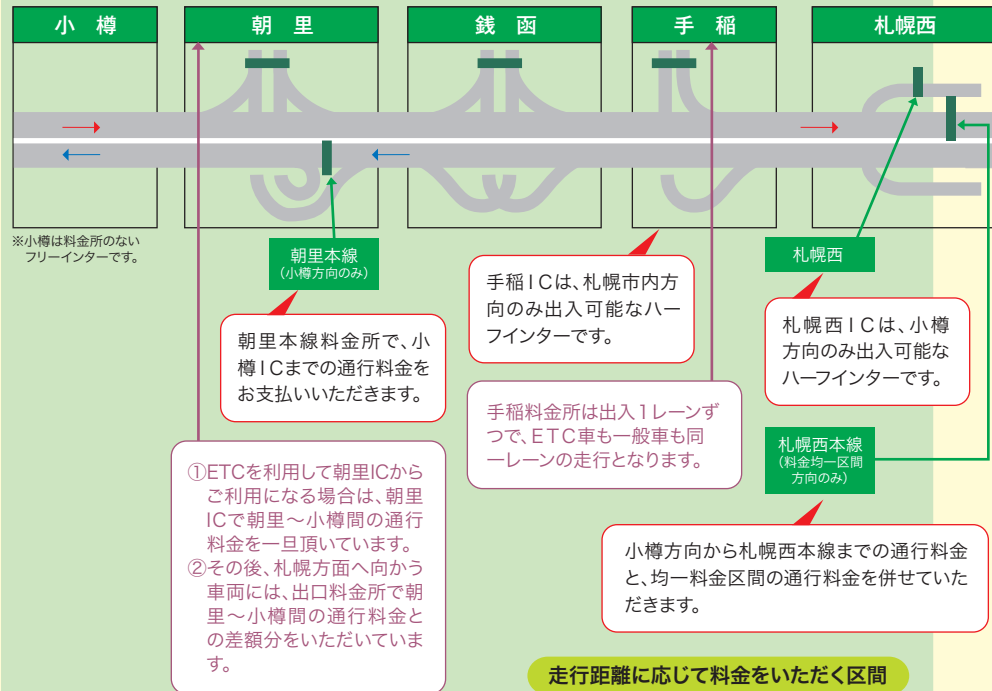 小樽
朝里
銭函
手稲
札幌西
※小樽は料金所のない
フリーインターです。
朝里本線
(小樽方向のみ)
朝里本線料金所で、小
樽ICまでの通行料金を
お支払いいただきます。
①ETCを利用して朝里ICから
ご利用になる場合は、朝里
ICで朝里〜小樽間の通行
料金を一旦頂いています。
②その後、札幌方面へ向かう
車両には、出口料金所で朝
里〜小樽間の通行料金と
の差額分をいただいていま
す。
手稲ICは、札幌市内方
向のみ出入可能なハー
フインターです。
手稲料金所は出入1レーンず
つで、ETC車も一般車も同
一レーンの走行となります。
札幌西
札幌西ICは、小樽
方向のみ出入可能な
ハーフインターです。
札幌西本線
(料金均一区間
方向のみ)
小樽方向から札幌西本線までの通行料金
と、均一料金区間の通行料金を併せていた
だきます。
走行距離に応じて料金をいただく区間